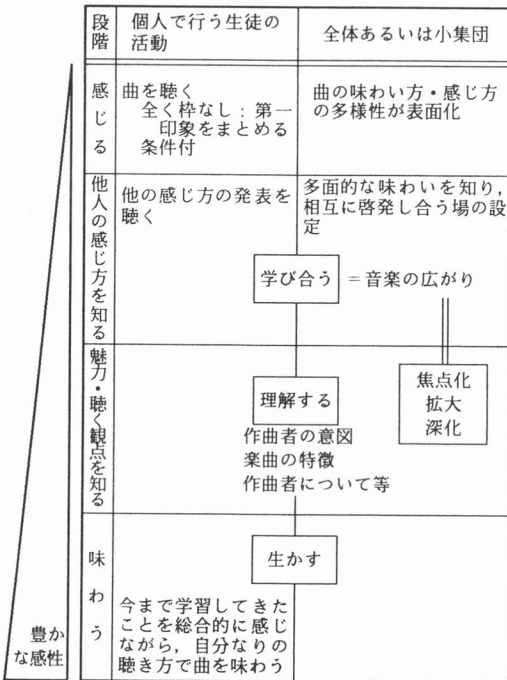 段階
個人で行う生徒の
活動
全体あるいは小集団
感じる
曲を聴く
全く枠なし：第一
印象をまとめる
条件付
曲の味わい方・感じ方
の多様性が表面化
他人の感じ方を知る
他の感じ方の発表を
聴く
多面的な味わいを知り，
相互に啓発し合う場の設
定
学び合う
＝音楽の広がり
魅力・聴く観点を知る
理解する
作曲者の意図
楽曲の特徴
作曲者について等
焦点化
拡大
深化
味わう
生かす
今まで学習してきた
ことを総合的に感じ
ながら，自分なりの
聴き方で曲を味わう
豊か
な感性